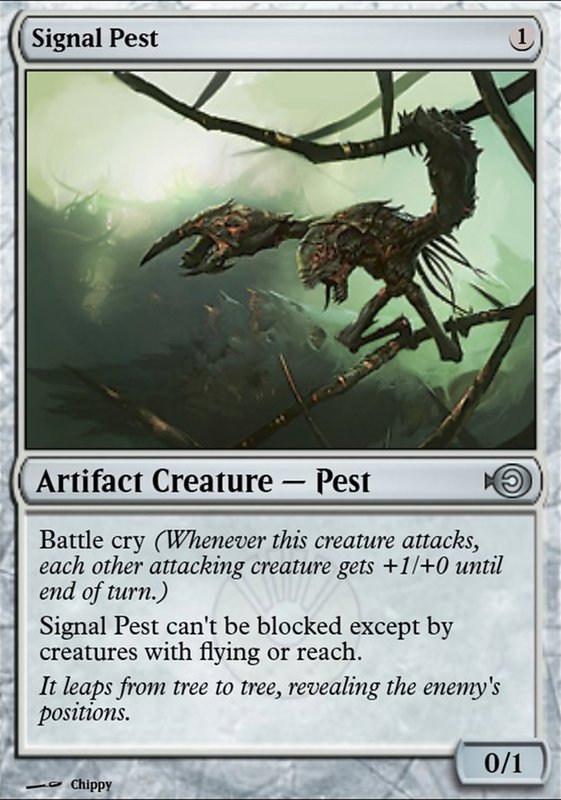 Signal Pest 1
Artifact Creature — Pest
Battle cry (Whenever this creature attacks,
each other attacking creature gets +1/+0 until
end of turn.)
Signal Pest can't be blocked except by
creatures with flying or reach.
It leaps from tree to tree, revealing the enemy's
positions.
0/1
Chippy